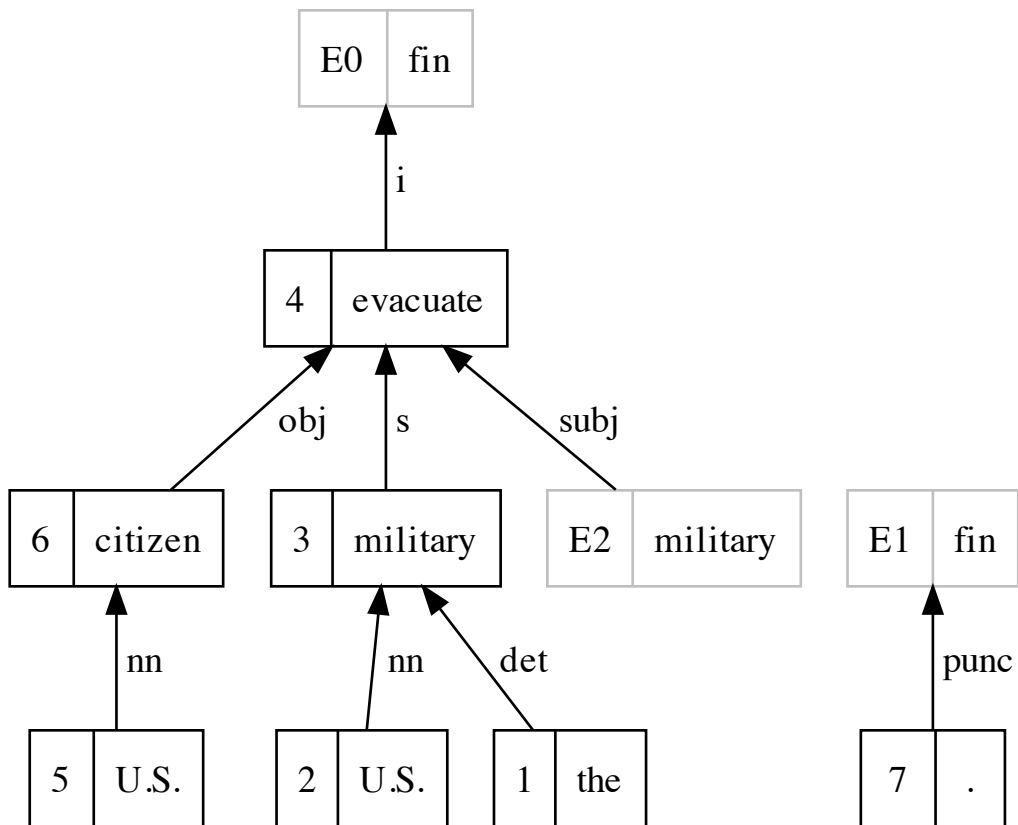 E0 fin
i
4 evacuate
obj s subj
6 citizen 3 military E2 military E1 fin
nn nn det punc
5 U.S. 2 U.S. 1 the 7 .